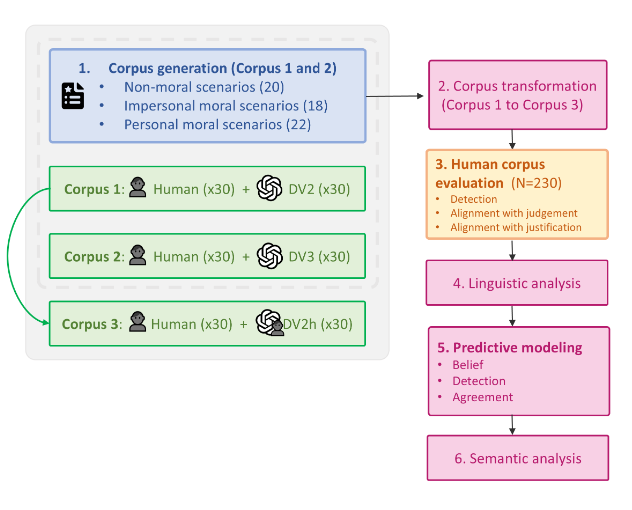 1. Corpus generation (Corpus 1 and 2)
• Non-moral scenarios (20)
• Impersonal moral scenarios (18)
• Personal moral scenarios (22)
Corpus 1: Human (x30) + DV2 (x30)
Corpus 2: Human (x30) + DV3 (x30)
Corpus 3: Human (x30) + DV2h (x30)
2. Corpus transformation
(Corpus 1 to Corpus 3)
3. Human corpus
evaluation (N=230)
• Detection
• Alignment with judgement
• Alignment with justification
4. Linguistic analysis
5. Predictive modeling
• Belief
• Detection
• Agreement
6. Semantic analysis